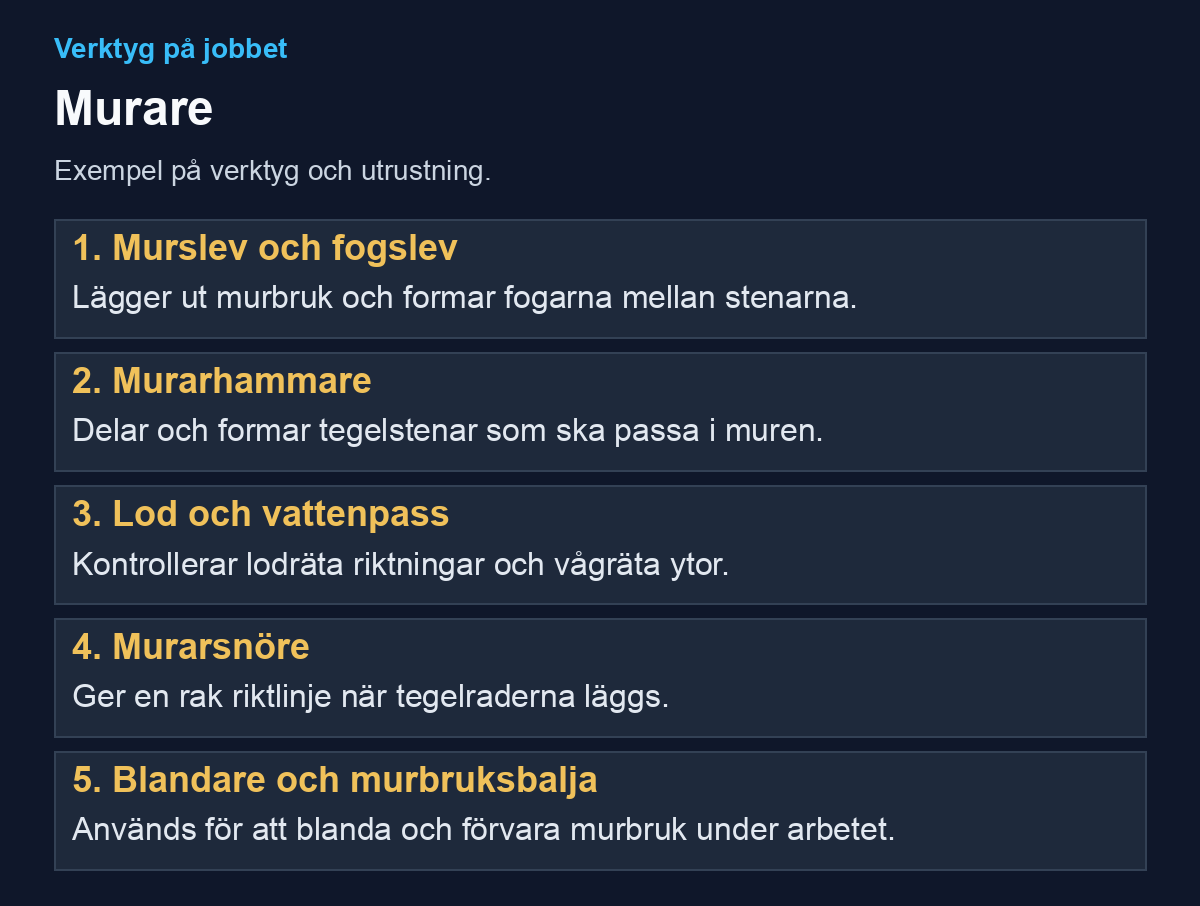 Verktyg på jobbet
Murare
Exempel på verktyg och utrustning.
1. Murslev och fogslev
Lägger ut murbruk och formar fogarna mellan stenarna.
2. Murarhammare
Delar och formar tegelstenar som ska passa i muren.
3. Lod och vattenpass
Kontrollerar lodräta riktningar och vågräta ytor.
4. Murarsnöre
Ger en rak riktlinje när tegelraderna läggs.
5. Blandare och murbruksbalja
Används för att blanda och förvara murbruk under arbetet.